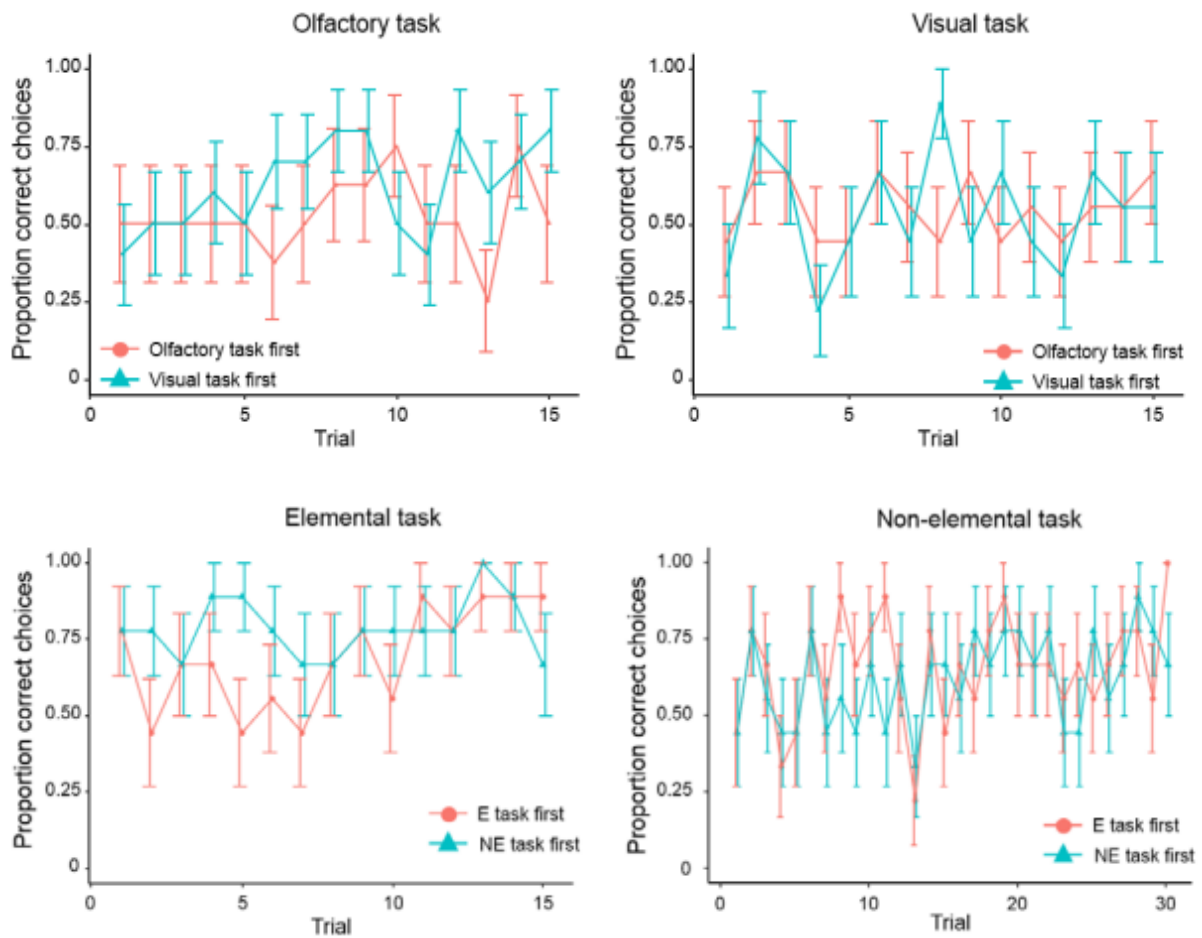 Olfactory task
Proportion correct choices
1.00
0.75
0.50
0.25
0
Olfactory task first
Visual task first
0 5 10 15
Trial
Visual task
Proportion correct choices
1.00
0.75
0.50
0.25
0
Olfactory task first
Visual task first
0 5 10 15
Trial
Elemental task
Proportion correct choices
1.00
0.75
0.50
0.25
0
E task first
NE task first
0 5 10 15
Trial
Non-elemental task
Proportion correct choices
1.00
0.75
0.50
0.25
0
E task first
NE task first
0 10 20 30
Trial